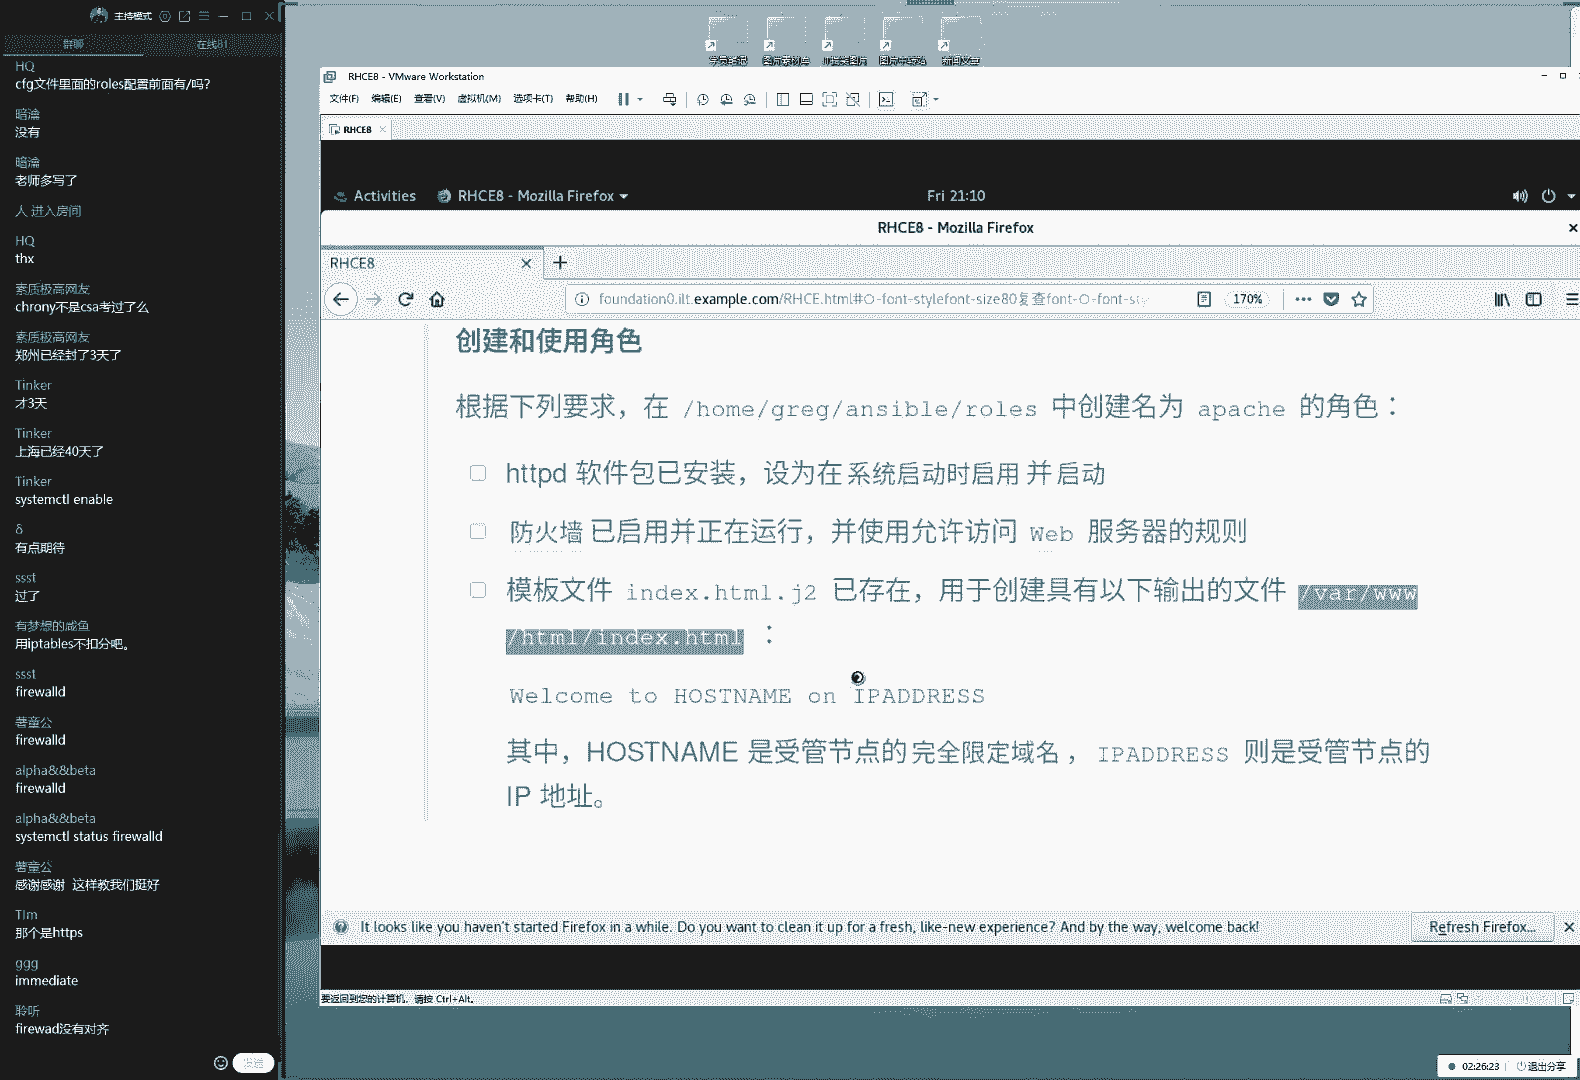 主持模式
群聊
在线81
HQ
cfg文件里面的roles配置前面有/吗?
暗滝
没有
暗滝
老师多写了
人 进入房间
HQ
thx
素质极高网友
chrony不是csa考过了么
素质极高网友
郑州已经封了3天了
Tinker
才3天
Tinker
上海已经40天了
Tinker
systemctl enable
δ
有点期待
ssst
过了
有梦想的咸鱼
用iptables不扣分吧。
ssst
firewalld
薯童公
firewalld
alpha&&beta
firewalld
alpha&&beta
systemctl status firewalld
薯童公
感谢感谢 这样教我们挺好
TIm
那个是https
ggg
immediate
聆听
firewad没有对齐
发送
RHCE8 - VMware Workstation
文件(F) 编辑(E) 查看(V) 虚拟机(M) 选项卡(T) 帮助(H)
RHCE8
Activities RHCE8 - Mozilla Firefox Fri 21:10
RHCE8 - Mozilla Firefox
RHCE8
foundation0.ilt.example.com/RHCE.html#O-font-stylefont-size80复查font-O-font-sty 170%
创建和使用角色
根据下列要求，在 /home/greg/ansible/roles 中创建名为 apache 的角色：
httpd 软件包已安装，设为在系统启动时启用并启动
防火墙已启用并正在运行，并使用允许访问 Web 服务器的规则
模板文件 index.html.j2 已存在，用于创建具有以下输出的文件 /var/www
/html/index.html ：
Welcome to HOSTNAME on IPADDRESS
其中，HOSTNAME 是受管节点的完全限定域名， IPADDRESS 则是受管节点的
IP 地址。
It looks like you haven't started Firefox in a while. Do you want to clean it up for a fresh, like-new experience? And by the way, welcome back! Refresh Firefox...
要返回到您的计算机，请按 Ctrl+Alt。
02:26:23 退出分享